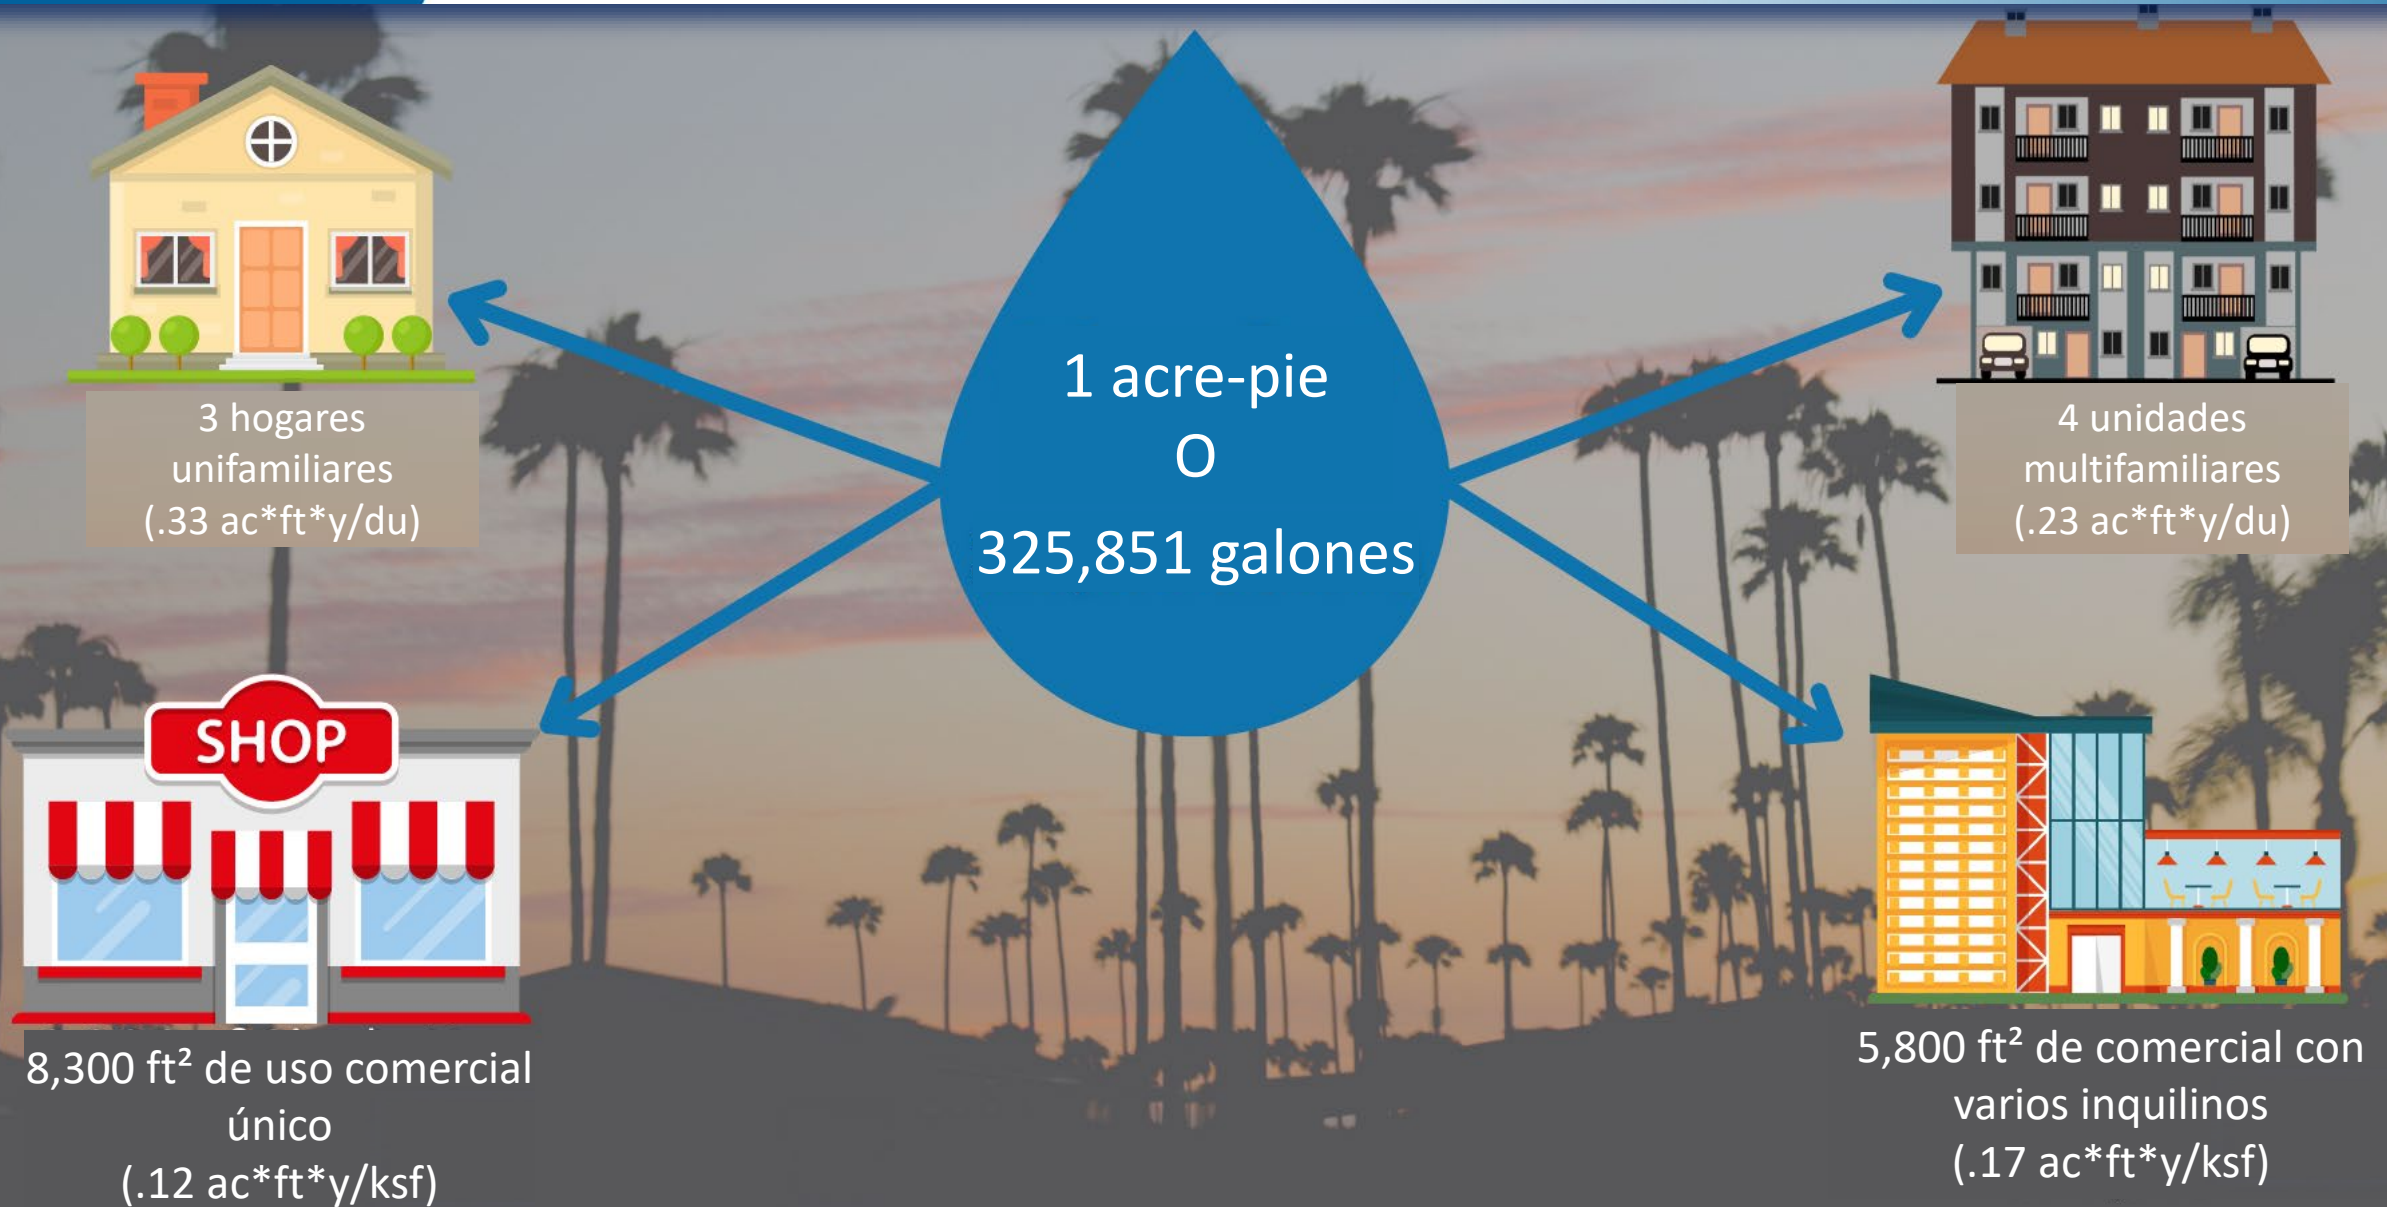 1 acre-pie
O
325,851 galones
3 hogares
unifamiliares
(.33 ac*ft*y/du)
4 unidades
multifamiliares
(.23 ac*ft*y/du)
SHOP
8,300 ft² de uso comercial
único
(.12 ac*ft*y/ksf)
5,800 ft² de comercial con
varios inquilinos
(.17 ac*ft*y/ksf)